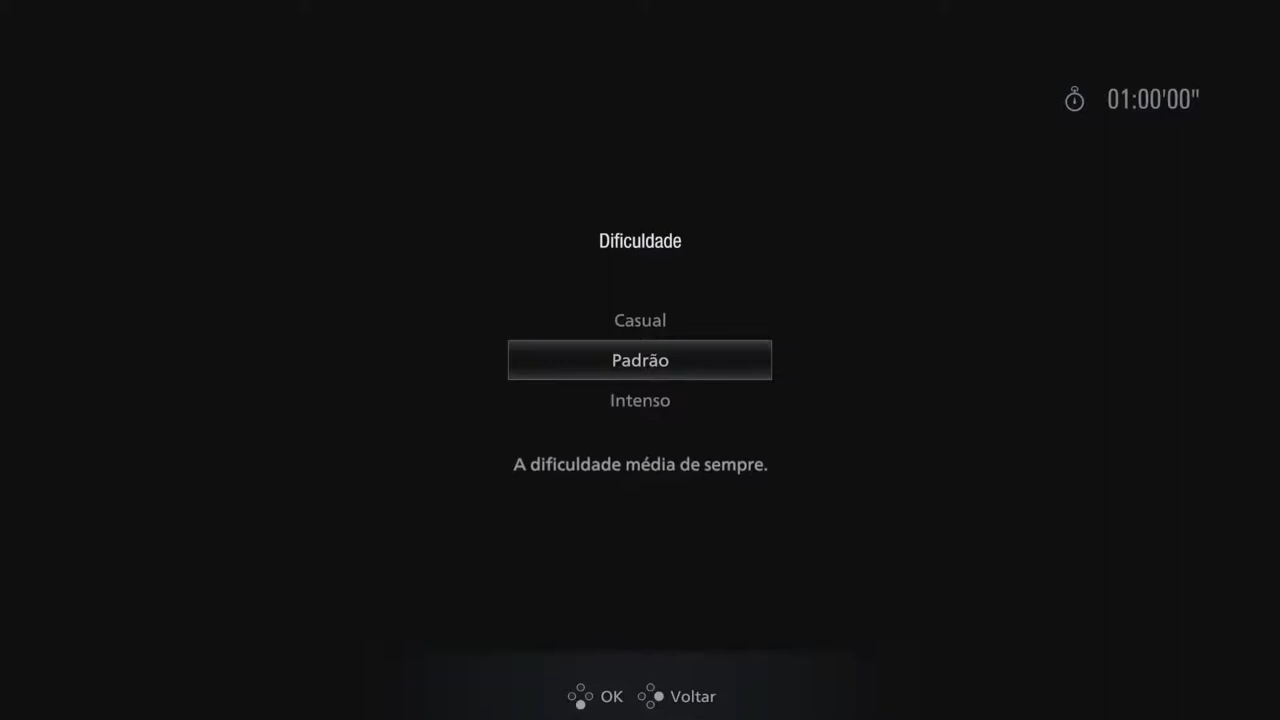 01:00'00"
Dificuldade
Casual
Padrão
Intenso
A dificuldade média de sempre.
OK Voltar